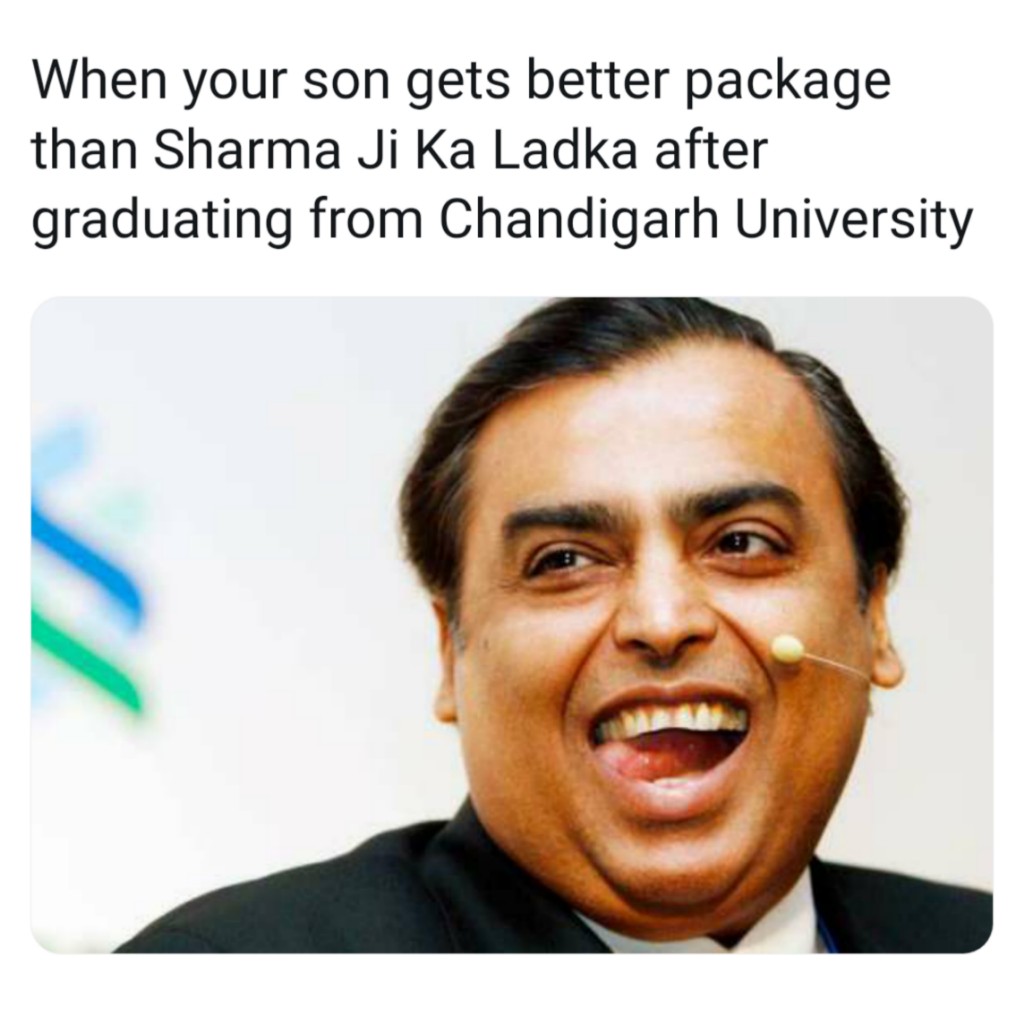 When your son gets better package
than Sharma Ji Ka Ladka after
graduating from Chandigarh University